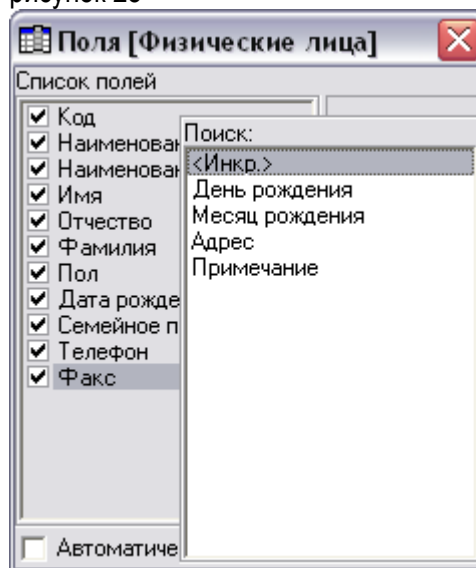 рисунок 28
Поля [Физические лица]
Список полей
Код
Наименован
Наименован
Имя
Отчество
Фамилия
Пол
Дата рожде
Семейное п
Телефон
Факс
Поиск:
<Инкр.>
День рождения
Месяц рождения
Адрес
Примечание
Автоматиче